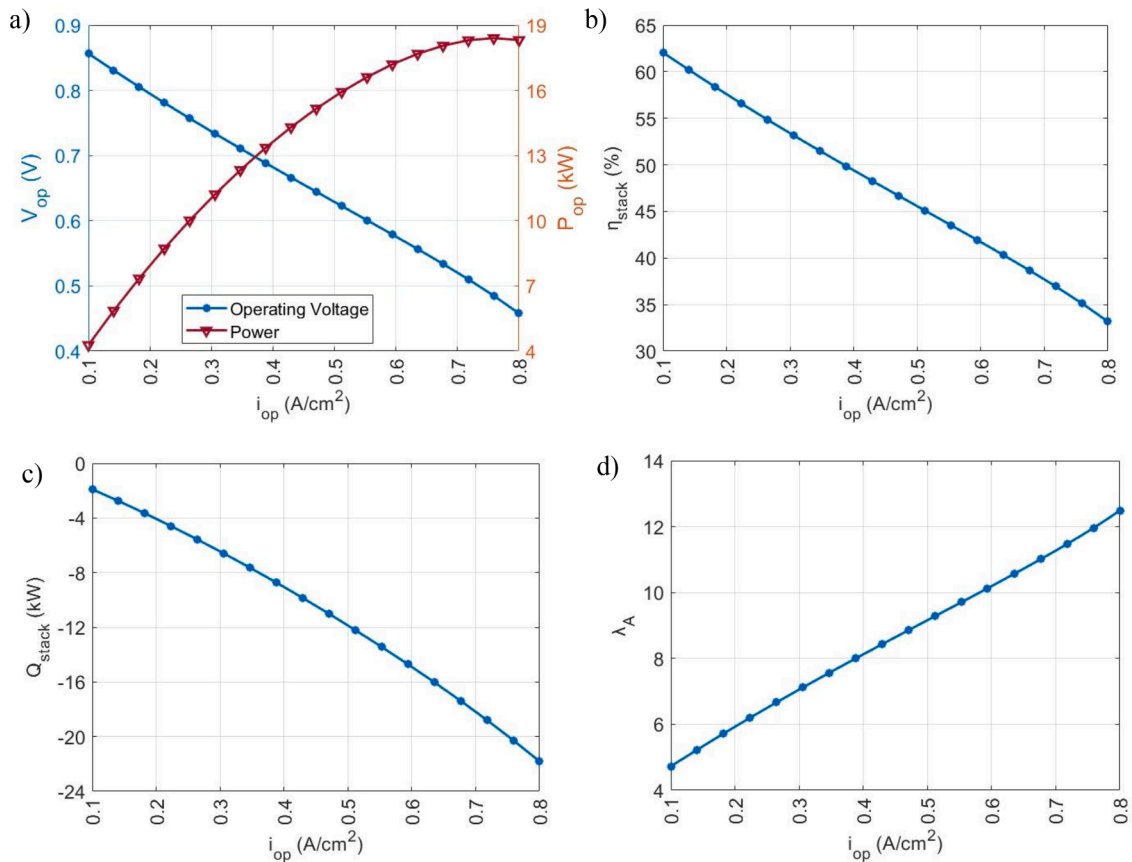 a)
0.9
0.8
0.7
0.6
0.5
0.4
V_op (V)
19
16
13
10
7
4
P_op (kW)
Operating Voltage
Power
0.1 0.2 0.3 0.4 0.5 0.6 0.7 0.8
i_op (A/cm²)
b)
65
60
55
50
45
40
35
30
η_stack (%)
0.1 0.2 0.3 0.4 0.5 0.6 0.7 0.8
i_op (A/cm²)
c)
0
-4
-8
-12
-16
-20
-24
Q_stack (kW)
0.1 0.2 0.3 0.4 0.5 0.6 0.7 0.8
i_op (A/cm²)
d)
14
12
10
8
6
4
λ_A
0.1 0.2 0.3 0.4 0.5 0.6 0.7 0.8
i_op (A/cm²)